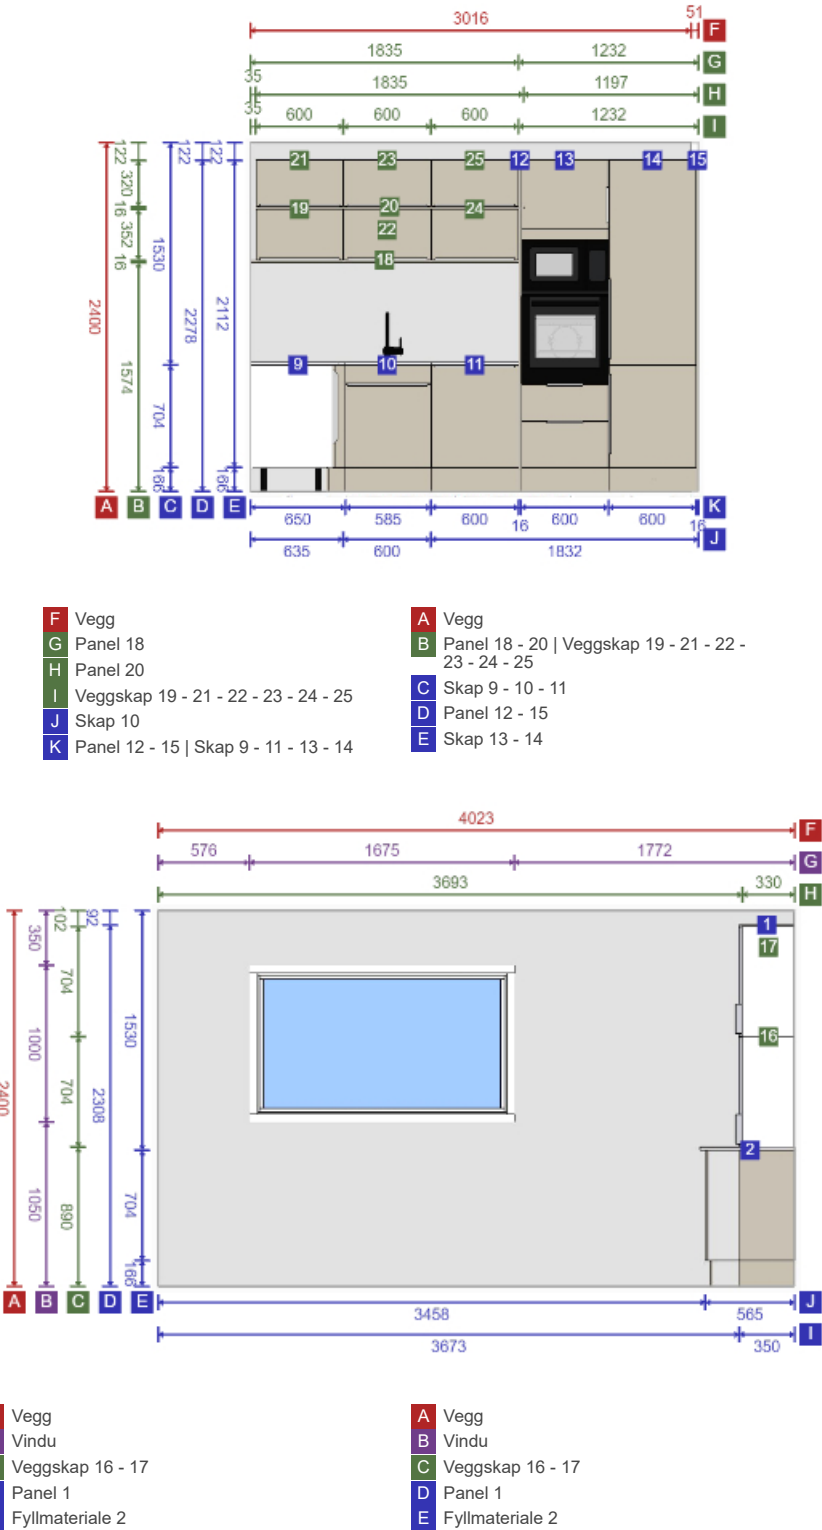 3016
51
F
1835
1232
G
35
1835
1197
H
35
600
600
600
1232
I
122
122
122
21
23
25
12
13
14
15
320
16
19
20
24
352
22
16
18
1530
2400
2278
2112
1574
9
10
11
704
166
166
A
B
C
D
E
650
585
600
16
600
600
16
K
635
600
1832
J
F Vegg
G Panel 18
H Panel 20
I Veggskap 19 - 21 - 22 - 23 - 24 - 25
J Skap 10
K Panel 12 - 15 | Skap 9 - 11 - 13 - 14
A Vegg
B Panel 18 - 20 | Veggskap 19 - 21 - 22 -
23 - 24 - 25
C Skap 9 - 10 - 11
D Panel 12 - 15
E Skap 13 - 14
4023
F
576
1675
1772
G
3693
330
H
102
92
350
1
17
704
1530
1000
16
2400
704
2308
2
1050
890
704
166
A
B
C
D
E
3458
565
J
3673
350
I
Vegg
Vindu
Veggskap 16 - 17
Panel 1
Fyllmateriale 2
A Vegg
B Vindu
C Veggskap 16 - 17
D Panel 1
E Fyllmateriale 2